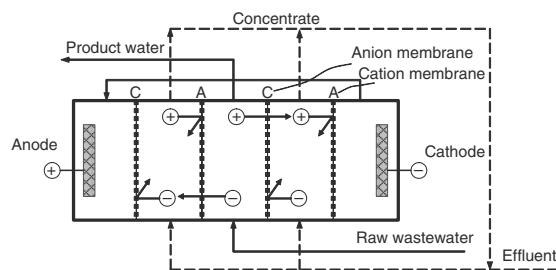 Concentrate
Product water
Anion membrane
C A C A Cation membrane
+ + +
Anode
+
Cathode
−
− − −
Raw wastewater
Effluent